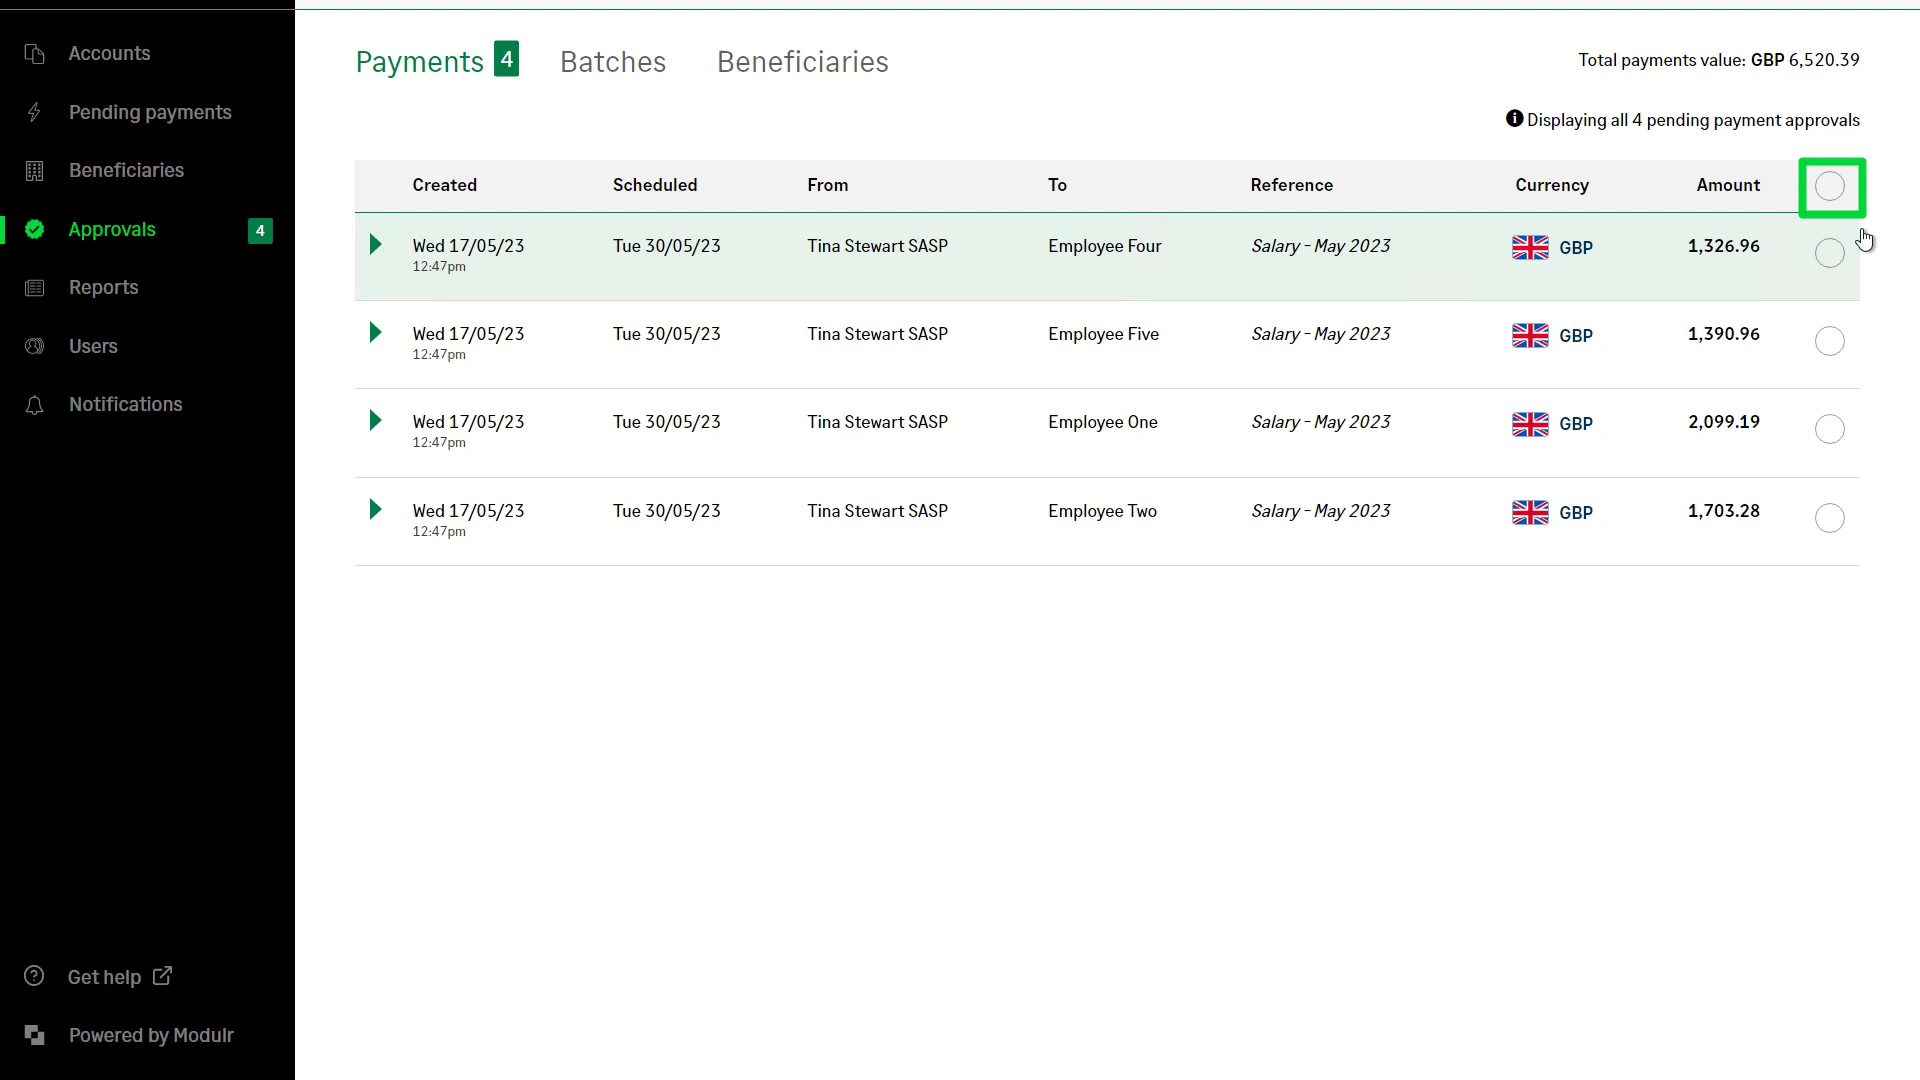 Accounts
Pending payments
Beneficiaries
Approvals 4
Reports
Users
Notifications
Get help
Powered by Modulr
Payments 4 Batches Beneficiaries
Total payments value: GBP 6,520.39
Displaying all 4 pending payment approvals
Created Scheduled From To Reference Currency Amount
Wed 17/05/23 Tue 30/05/23 Tina Stewart SASP Employee Four Salary - May 2023 GBP 1,326.96
12:47pm
Wed 17/05/23 Tue 30/05/23 Tina Stewart SASP Employee Five Salary - May 2023 GBP 1,390.96
12:47pm
Wed 17/05/23 Tue 30/05/23 Tina Stewart SASP Employee One Salary - May 2023 GBP 2,099.19
12:47pm
Wed 17/05/23 Tue 30/05/23 Tina Stewart SASP Employee Two Salary - May 2023 GBP 1,703.28
12:47pm